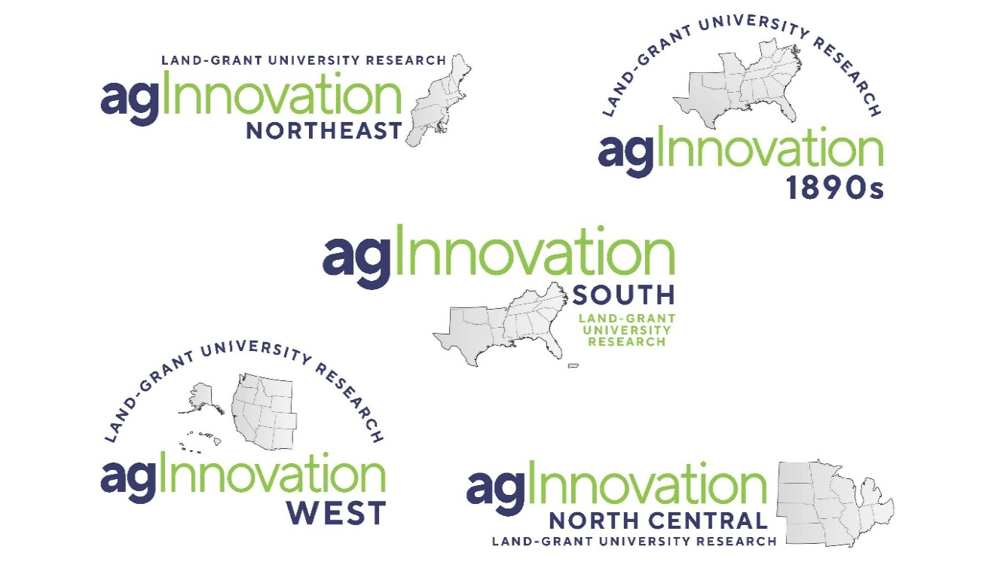 LAND-GRANT UNIVERSITY RESEARCH
agInnovation
NORTHEAST
LAND-GRANT UNIVERSITY RESEARCH
agInnovation
1890s
agInnovation
SOUTH
LAND-GRANT
UNIVERSITY
RESEARCH
LAND-GRANT UNIVERSITY RESEARCH
agInnovation
WEST
agInnovation
NORTH CENTRAL
LAND-GRANT UNIVERSITY RESEARCH